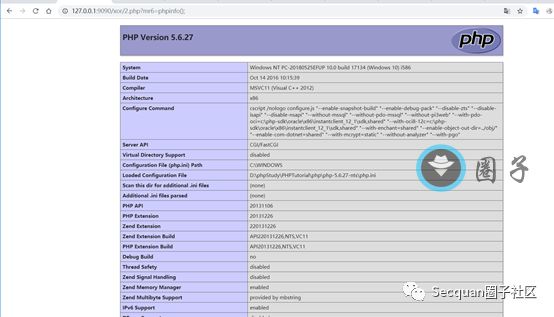 127.0.0.1:9090/xor/2.php?mr6=phpinfo();
PHP Version 5.6.27
php
System Windows NT PC-20180525EFUP 10.0 build 17134 (Windows 10) i586
Build Date Oct 14 2016 10:15:39
Compiler MSVC11 (Visual C++ 2012)
Architecture x86
Configure Command cscript /nologo configure.js "--enable-snapshot-build" "--enable-debug-pack" "--disable-zts" "--disable-
isapi" "--disable-nsapi" "--without-mssql" "--without-pdo-mssql" "--without-pi3web" "--with-pdo-
oci=c:\php-sdk\oracle\x86\instantclient_12_1\sdk,shared" "--with-oci8-12c=c:\php-
sdk\oracle\x86\instantclient_12_1\sdk,shared" "--with-enchant=shared" "--enable-object-out-dir=../obj/"
"--enable-com-dotnet=shared" "--with-mcrypt=static" "--without-analyzer" "--with-pgo"
Server API CGI/FastCGI
Virtual Directory Support disabled
Configuration File (php.ini) Path C:\WINDOWS
Loaded Configuration File D:\phpStudy\PHPTutorial\php\php-5.6.27-nts\php.ini
Scan this dir for additional .ini files (none)
Additional .ini files parsed (none)
PHP API 20131106
PHP Extension 20131226
Zend Extension 220131226
Zend Extension Build API220131226,NTS,VC11
PHP Extension Build API20131226,NTS,VC11
Debug Build no
Thread Safety disabled
Zend Signal Handling disabled
Zend Memory Manager enabled
Zend Multibyte Support provided by mbstring
IPv6 Support enabled
圈子
Secquan圈子社区